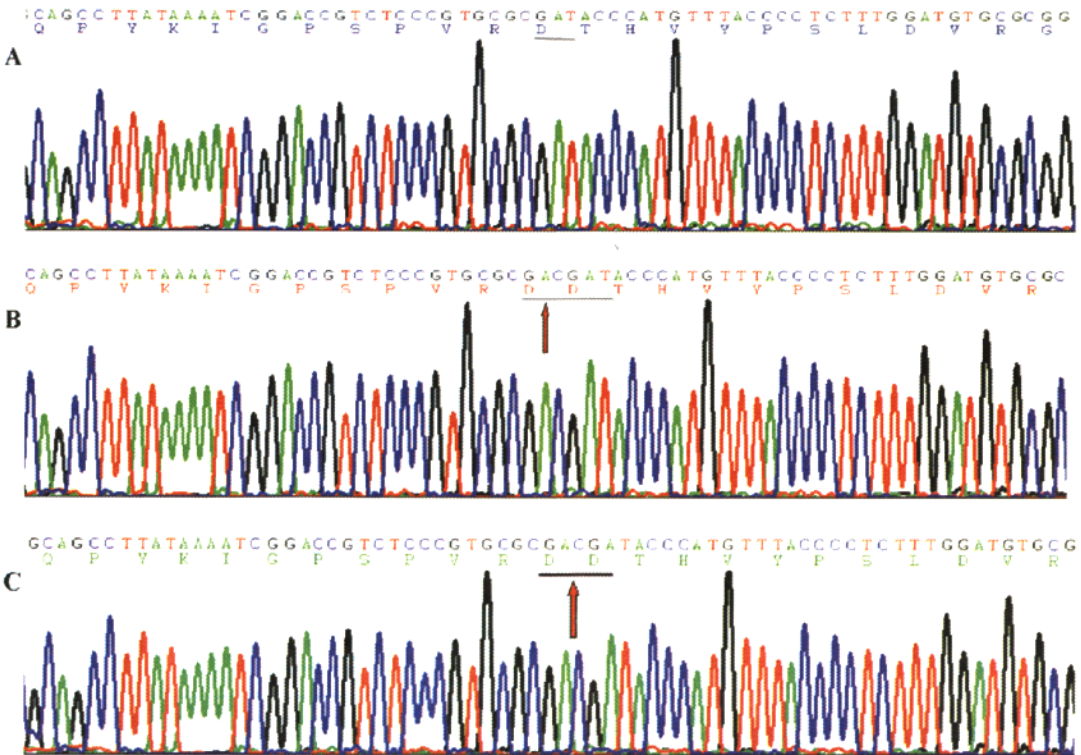 CAGCCTTATAAAATCGGACCGTCTCCCGTGCGCGATACCCATGTTTACCCCTCTTTGGATGTGCGCGG
Q P Y K I G P S P V R D T H V Y P S L D V R G
A
CAGCCTTATAAAATCGGACCGTCTCCCGTGCGCGACGATACCCATGTTTACCCCTCTTTGGATGTGCGC
Q P Y K I G P S P V R D D T H V Y P S L D V R
B
GCAGCCTTATAAAATCGGACCGTCTCCCGTGCGCGACGATACCCATGTTTACCCCTCTTTGGATGTGCG
Q P Y K I G P S P V R D D T H V Y P S L D V R
C